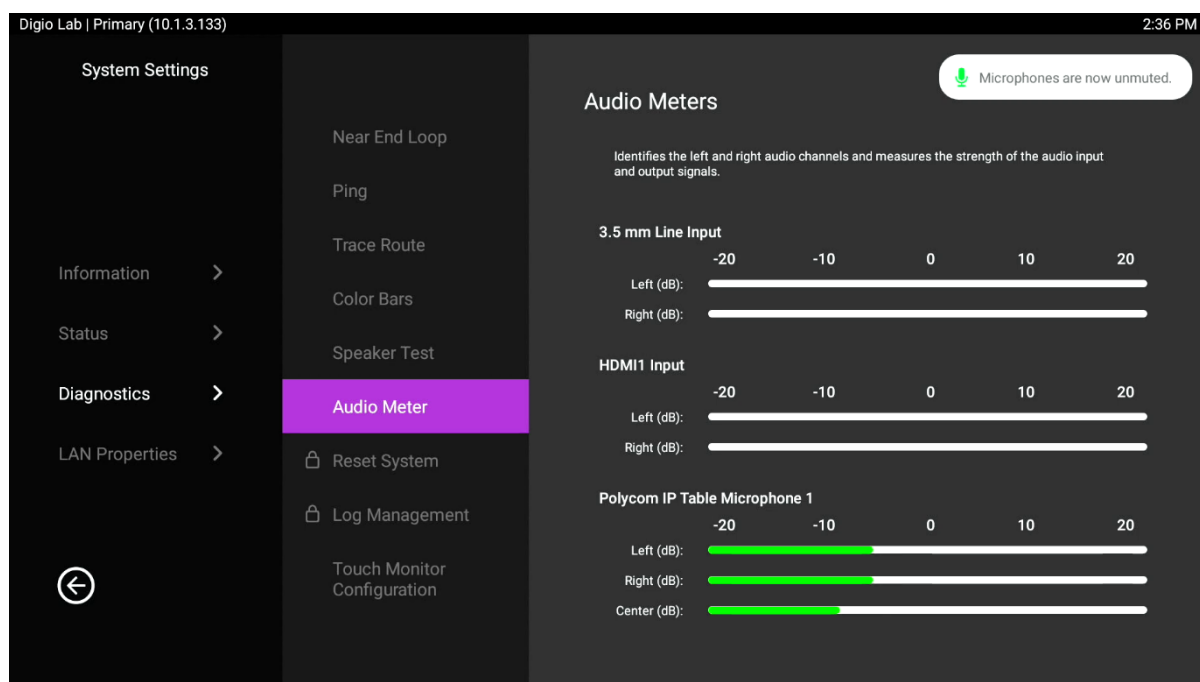 Digio Lab | Primary (10.1.3.133)
2:36 PM
System Settings
Information
Status
Diagnostics
LAN Properties
Near End Loop
Ping
Trace Route
Color Bars
Speaker Test
Audio Meter
Reset System
Log Management
Touch Monitor
Configuration
Microphones are now unmuted.
Audio Meters
Identifies the left and right audio channels and measures the strength of the audio input
and output signals.
3.5 mm Line Input
-20 -10 0 10 20
Left (dB):
Right (dB):
HDMI1 Input
-20 -10 0 10 20
Left (dB):
Right (dB):
Polycom IP Table Microphone 1
-20 -10 0 10 20
Left (dB):
Right (dB):
Center (dB):